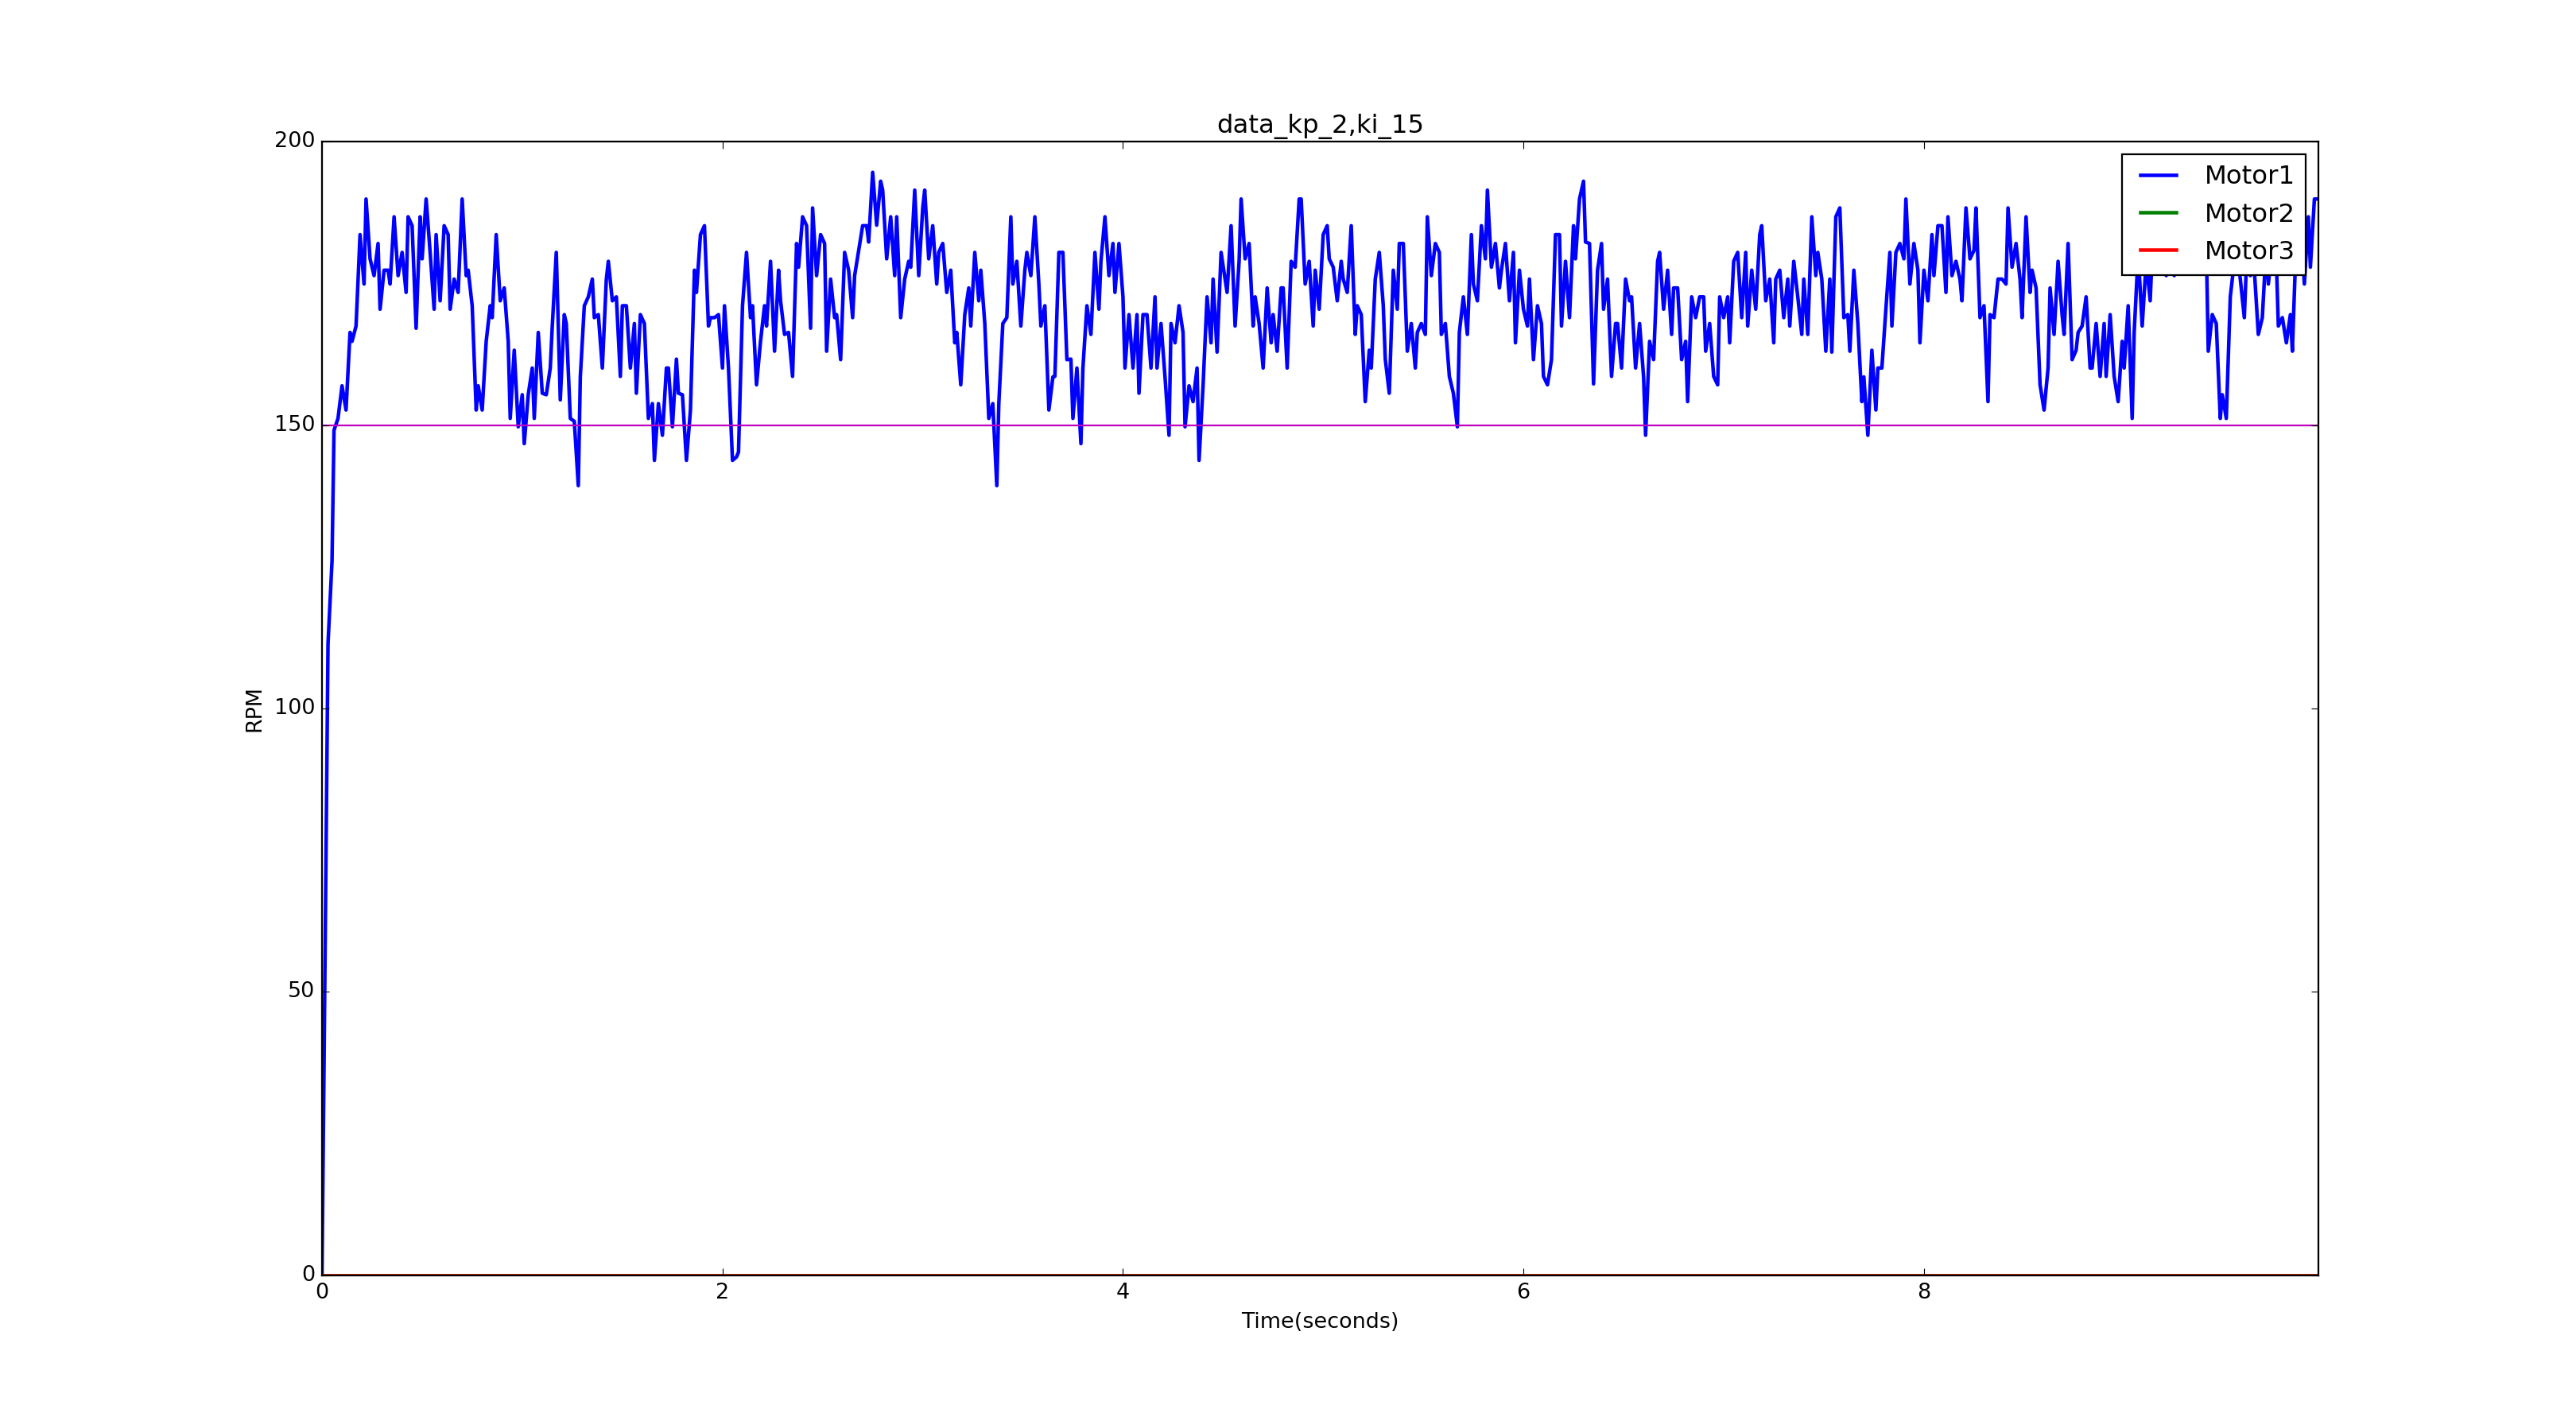 data_kp_2,ki_15
200
150
100
50
0
RPM
Motor1
Motor2
Motor3
0 2 4 6 8
Time(seconds)